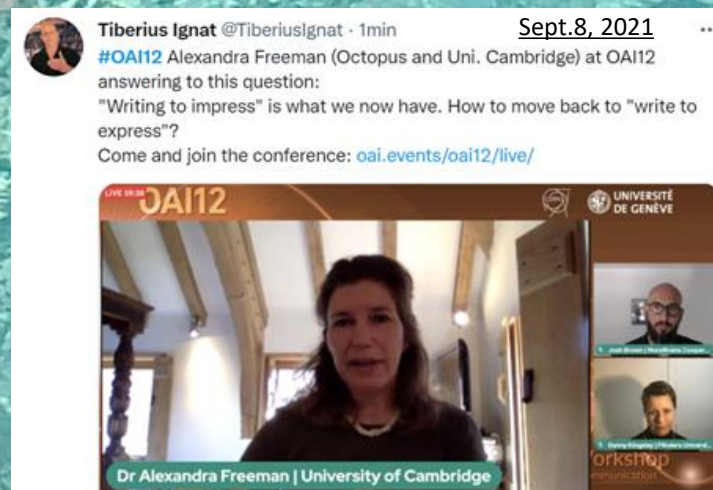 Tiberius Ignat @TiberiusIgnat · 1min
Sept.8, 2021
#OAI12 Alexandra Freeman (Octopus and Uni. Cambridge) at OAI12
answering to this question:
"Writing to impress" is what we now have. How to move back to "write to
express"?
Come and join the conference: oai.events/oai12/live/
OAI12
UNIVERSITÉ
DE GENÈVE
Dr Alexandra Freeman | University of Cambridge